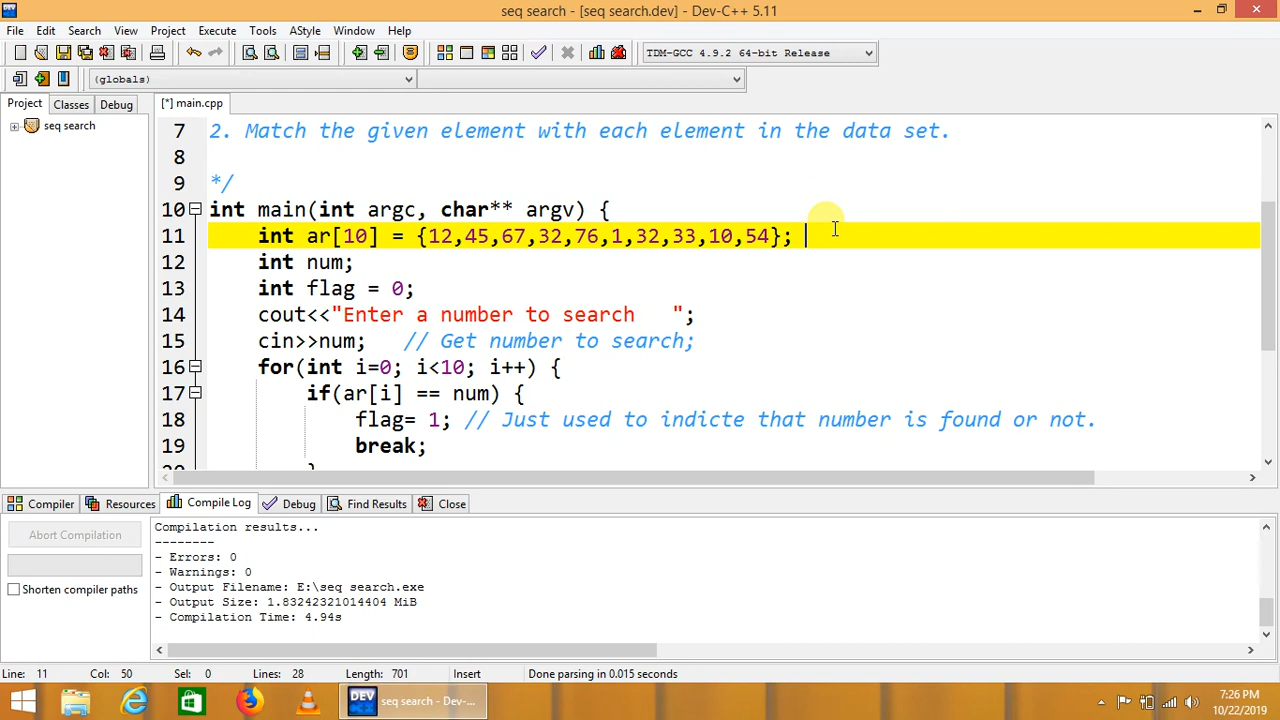 seq search - [seq search.dev] - Dev-C++ 5.11
File Edit Search View Project Execute Tools AStyle Window Help
TDM-GCC 4.9.2 64-bit Release
(globals)
Project Classes Debug
[*] main.cpp
seq search
7 2. Match the given element with each element in the data set.
8
9 */
10 int main(int argc, char** argv) {
11 int ar[10] = {12,45,67,32,76,1,32,33,10,54};
12 int num;
13 int flag = 0;
14 cout<<"Enter a number to search   ";
15 cin>>num;   // Get number to search;
16 for(int i=0; i<10; i++) {
17 if(ar[i] == num) {
18 flag= 1; // Just used to indicte that number is found or not.
19 break;
Compiler Resources Compile Log Debug Find Results Close
Abort Compilation
Shorten compiler paths
Compilation results...
--------
- Errors: 0
- Warnings: 0
- Output Filename: E:\seq search.exe
- Output Size: 1.83242321014404 MiB
- Compilation Time: 4.94s
Line: 11 Col: 50 Sel: 0 Lines: 28 Length: 701 Insert Done parsing in 0.015 seconds
DEV seq search - Dev-...
7:26 PM
10/22/2019